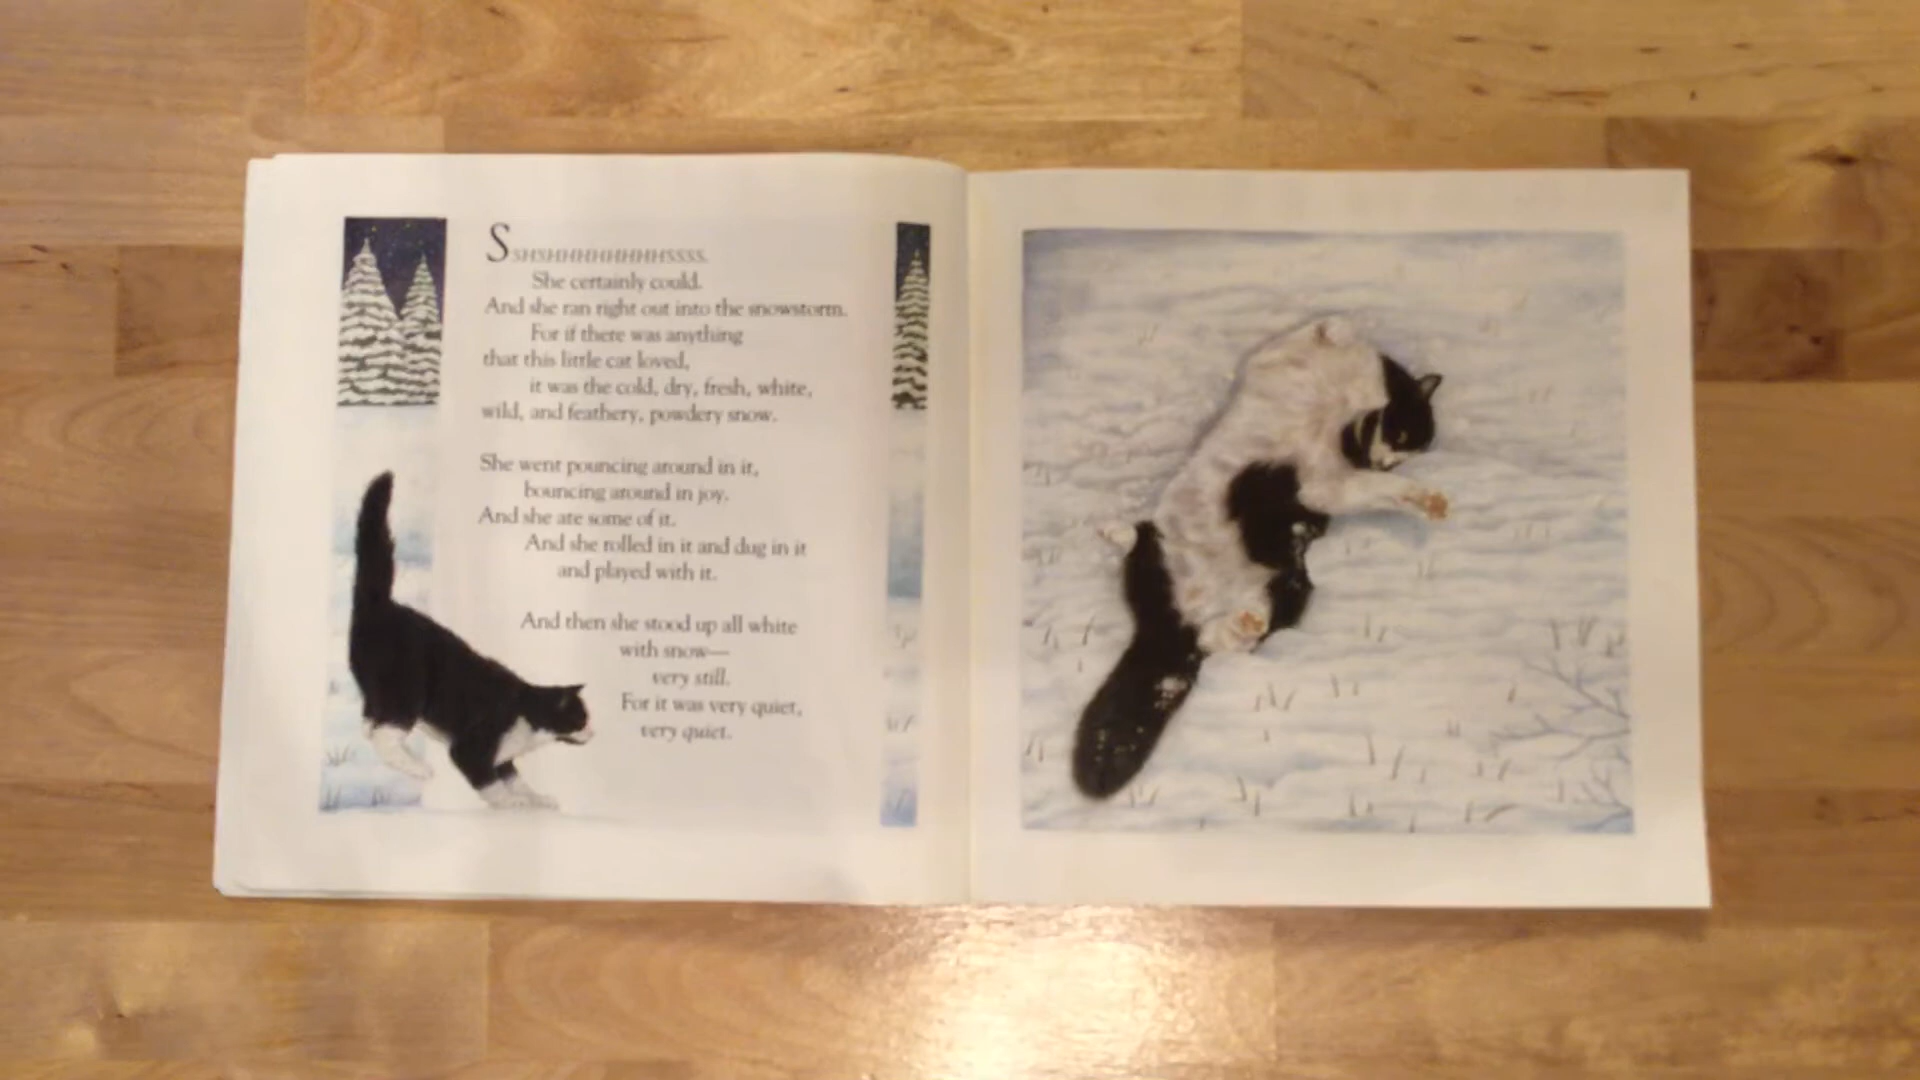 SSHSHHHHHHHHSSSS.
She certainly could.
And she ran right out into the snowstorm.
For if there was anything
that this little cat loved,
it was the cold, dry, fresh, white,
wild, and feathery, powdery snow.
She went pouncing around in it,
bouncing around in joy.
And she ate some of it.
And she rolled in it and dug in it
and played with it.
And then she stood up all white
with snow—
very still.
For it was very quiet,
very quiet.